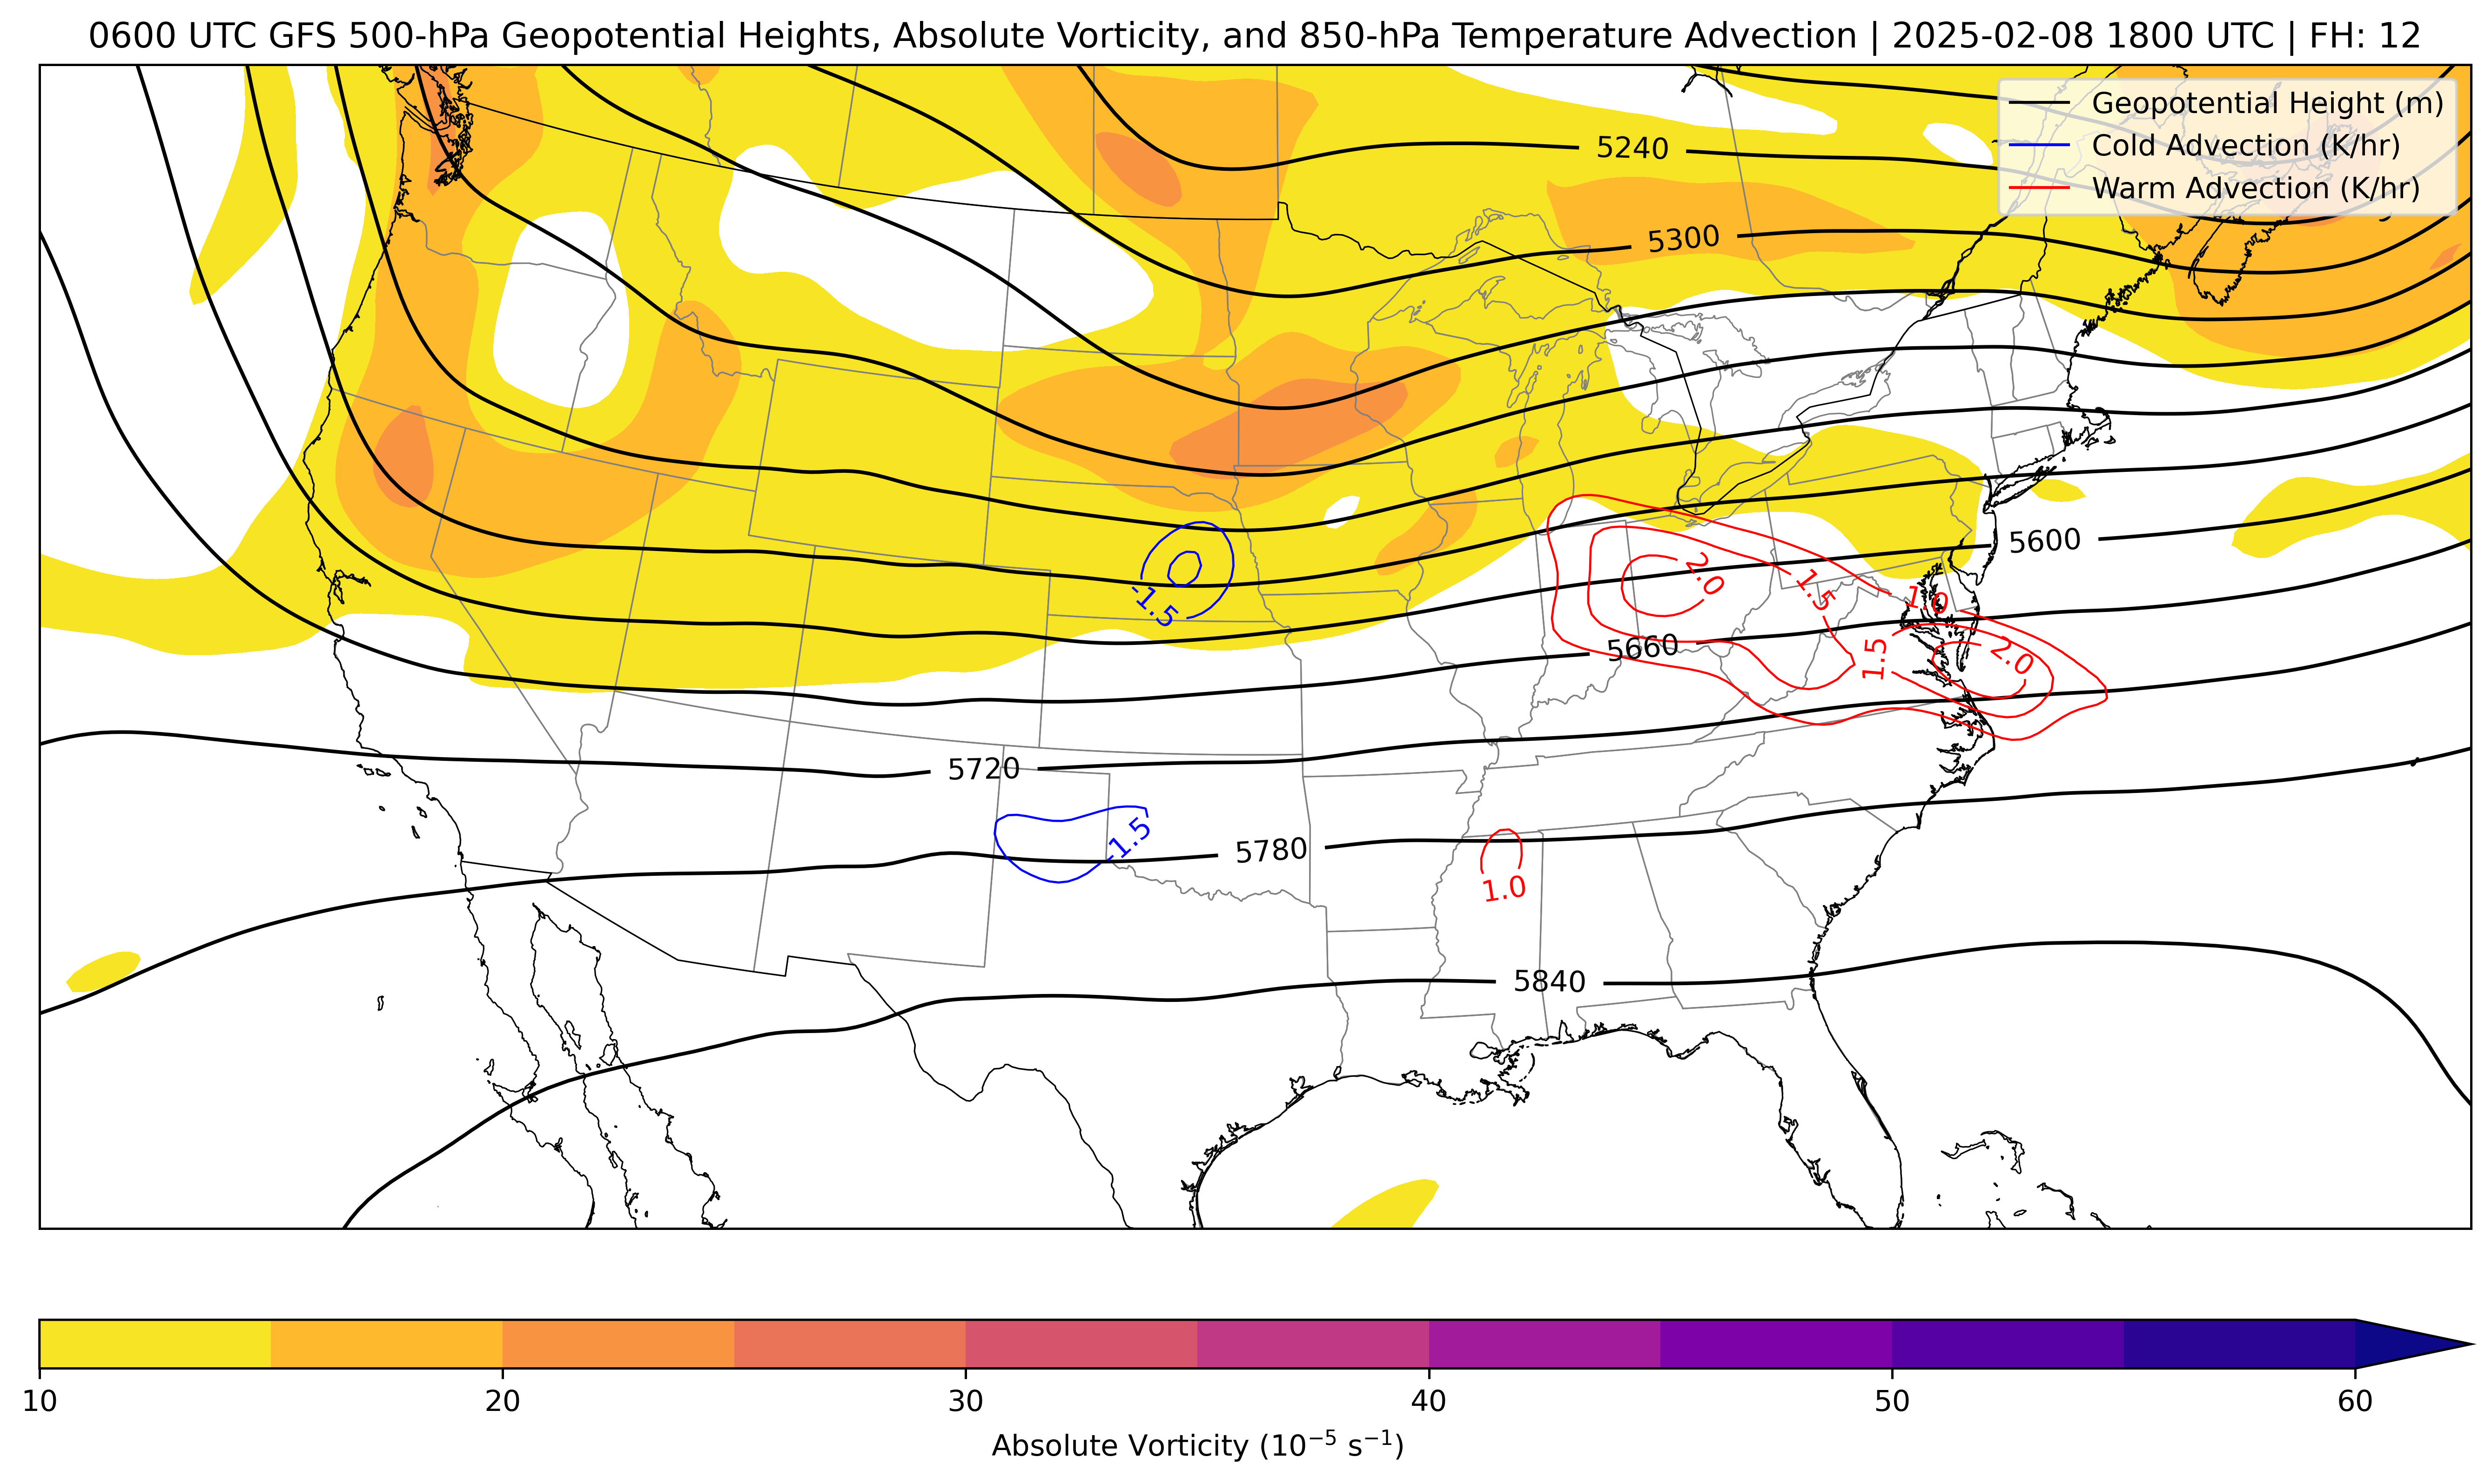 0600 UTC GFS 500-hPa Geopotential Heights, Absolute Vorticity, and 850-hPa Temperature Advection | 2025-02-08 1800 UTC | FH: 12
Geopotential Height (m)
Cold Advection (K/hr)
Warm Advection (K/hr)
5240
5300
5600
2.0
1.5
1.0
-1.5
5660
1.5
2.0
5720
-1.5
5780
1.0
5840
10 20 30 40 50 60
Absolute Vorticity (10⁻⁵ s⁻¹)